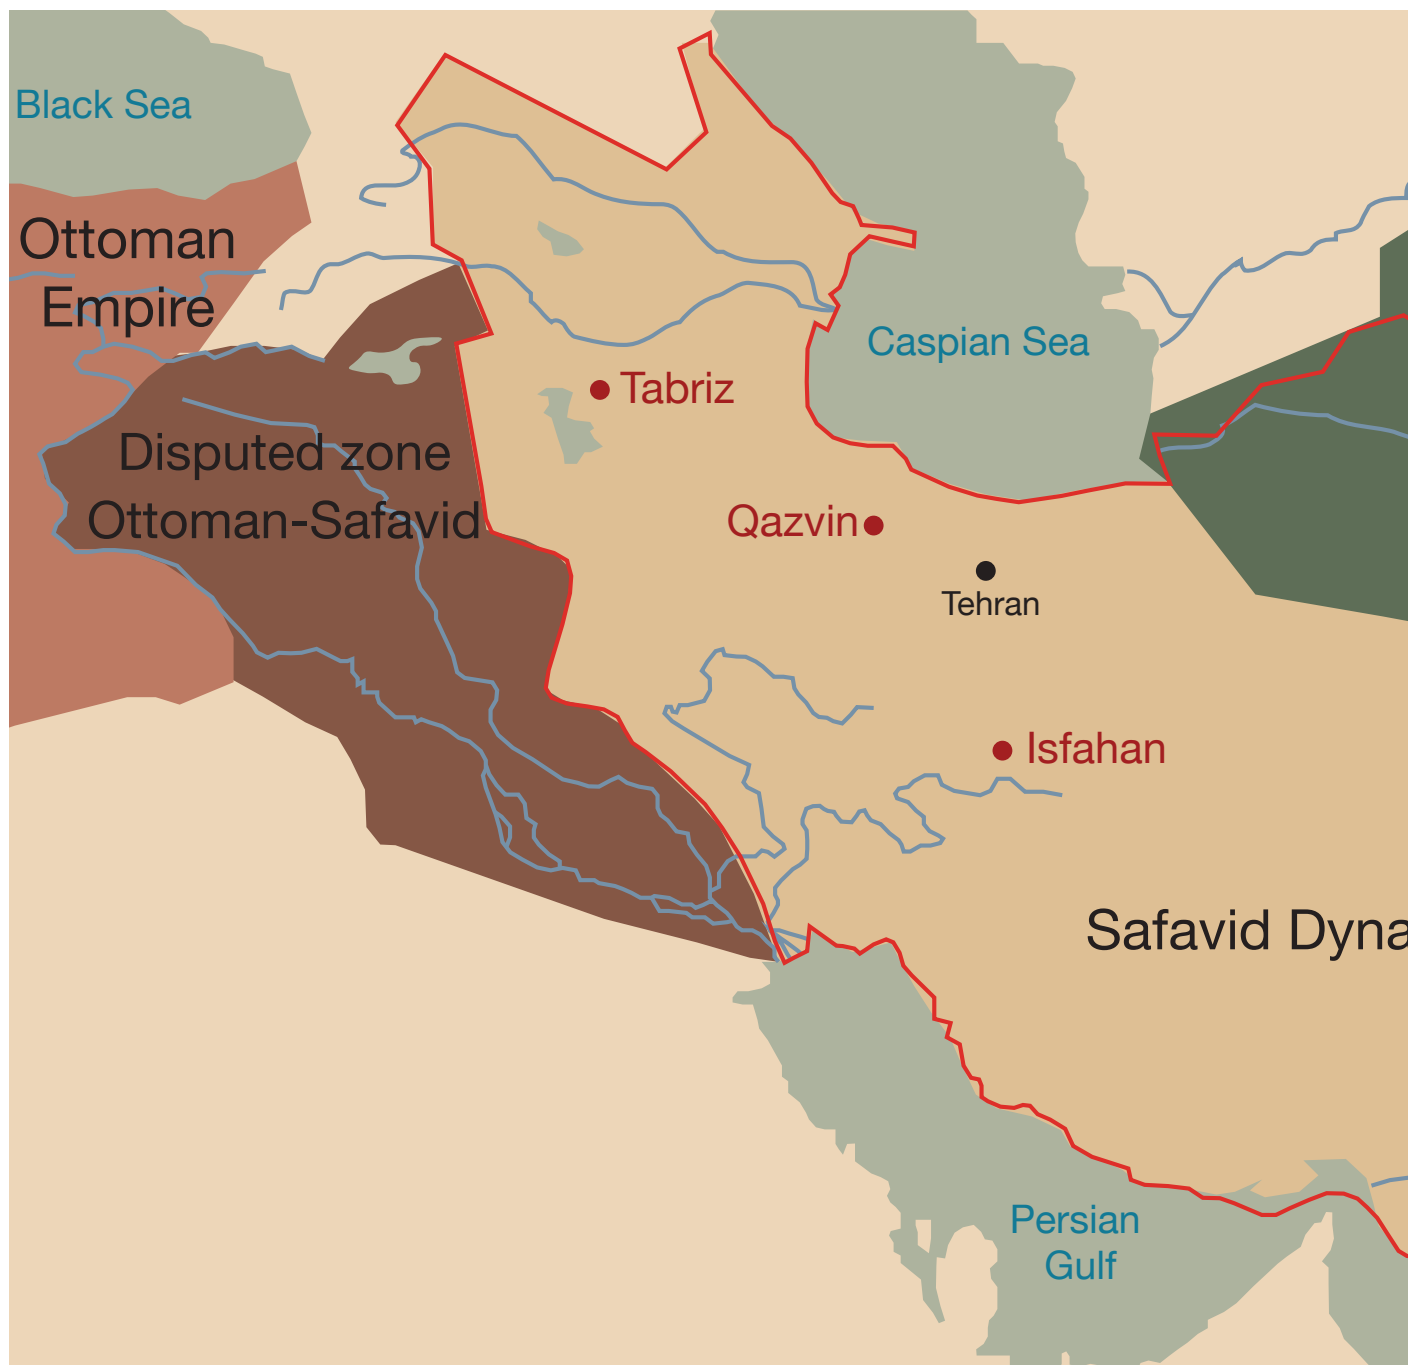 Black Sea
Ottoman
Empire
Caspian Sea
Tabriz
Disputed zone
Ottoman-Safavid
Qazvin
Tehran
Isfahan
Safavid Dyna
Persian
Gulf